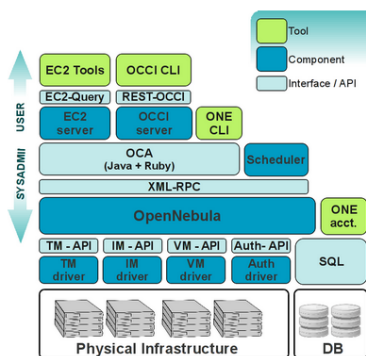 Tool
Component
Interface / API
EC2 Tools
OCCI CLI
EC2-Query
REST-OCCI
EC2 server
OCCI server
ONE CLI
USER
SYSADMII
OCA
(Java + Ruby)
Scheduler
XML-RPC
OpenNebula
ONE acct.
TM - API
IM - API
VM - API
Auth- API
TM driver
IM driver
VM driver
Auth driver
SQL
Physical Infrastructure
DB